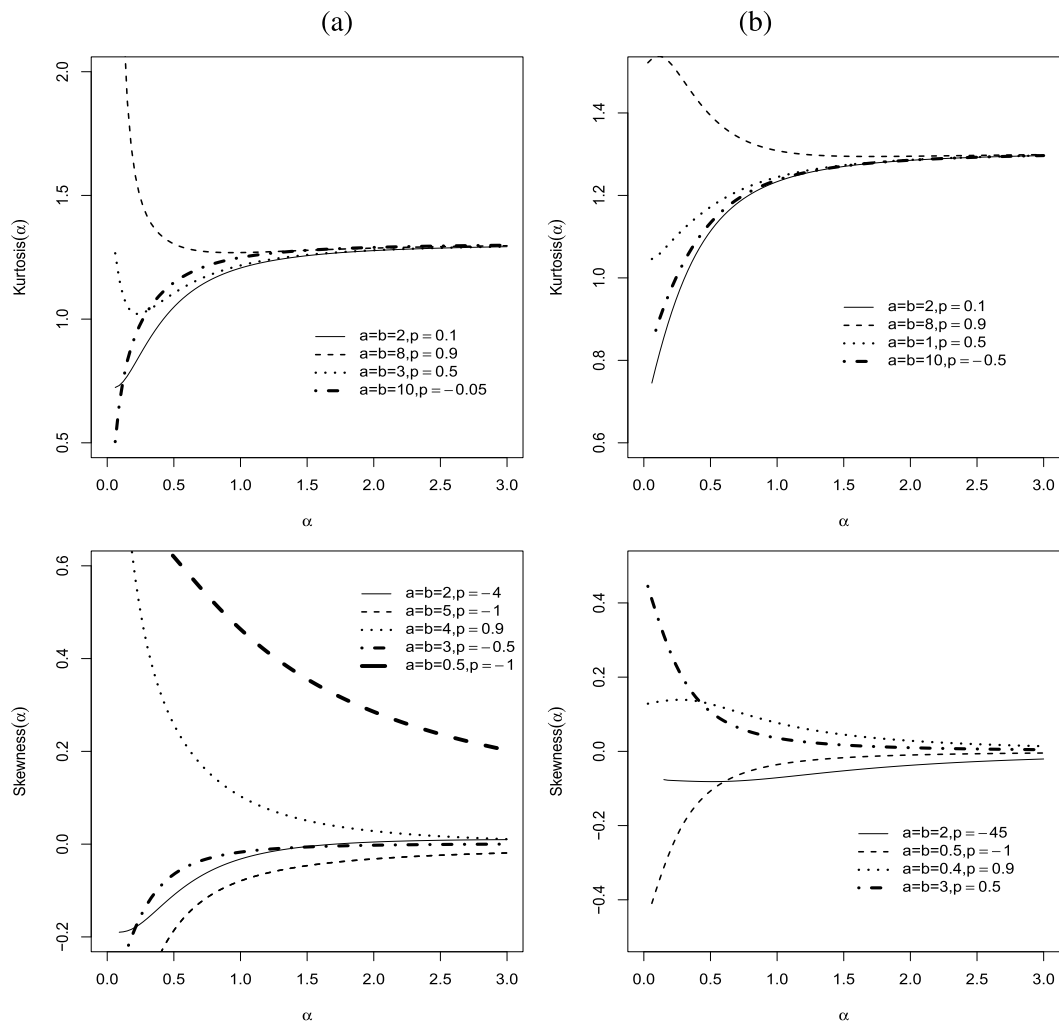 (a)
(b)
Kurtosis(α)
2.0
1.5
1.0
0.5
a=b=2,p=0.1
a=b=8,p=0.9
a=b=3,p=0.5
a=b=10,p=−0.05
0.0 0.5 1.0 1.5 2.0 2.5 3.0
α
Kurtosis(α)
1.4
1.2
1.0
0.8
0.6
a=b=2,p=0.1
a=b=8,p=0.9
a=b=1,p=0.5
a=b=10,p=−0.5
0.0 0.5 1.0 1.5 2.0 2.5 3.0
α
Skewness(α)
0.6
0.4
0.2
0.0
−0.2
a=b=2,p=−4
a=b=5,p=−1
a=b=4,p=0.9
a=b=3,p=−0.5
a=b=0.5,p=−1
0.0 0.5 1.0 1.5 2.0 2.5 3.0
α
Skewness(α)
0.4
0.2
0.0
−0.2
−0.4
a=b=2,p=−45
a=b=0.5,p=−1
a=b=0.4,p=0.9
a=b=3,p=0.5
0.0 0.5 1.0 1.5 2.0 2.5 3.0
α